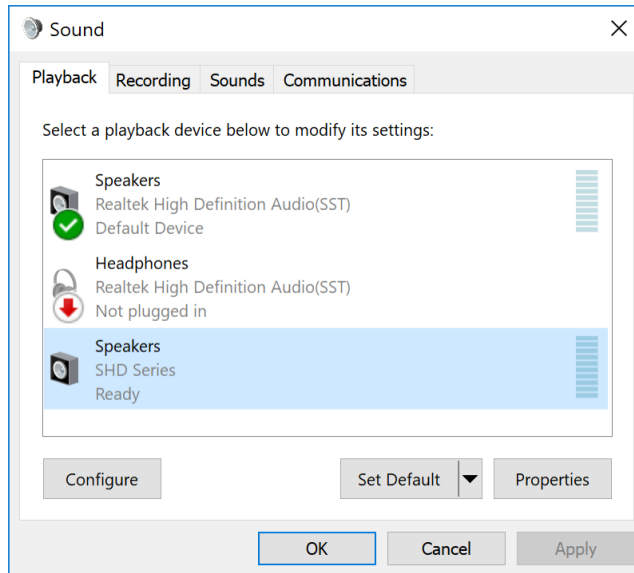 Sound
Playback Recording Sounds Communications
Select a playback device below to modify its settings:
Speakers
Realtek High Definition Audio(SST)
Default Device
Headphones
Realtek High Definition Audio(SST)
Not plugged in
Speakers
SHD Series
Ready
Configure Set Default Properties
OK Cancel Apply